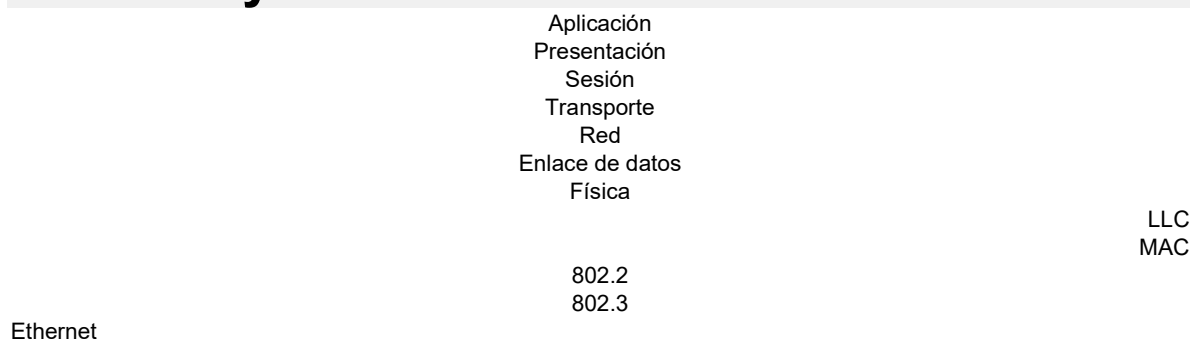 Aplicación
Presentación
Sesión
Transporte
Red
Enlace de datos
Física
LLC
MAC
802.2
802.3
Ethernet